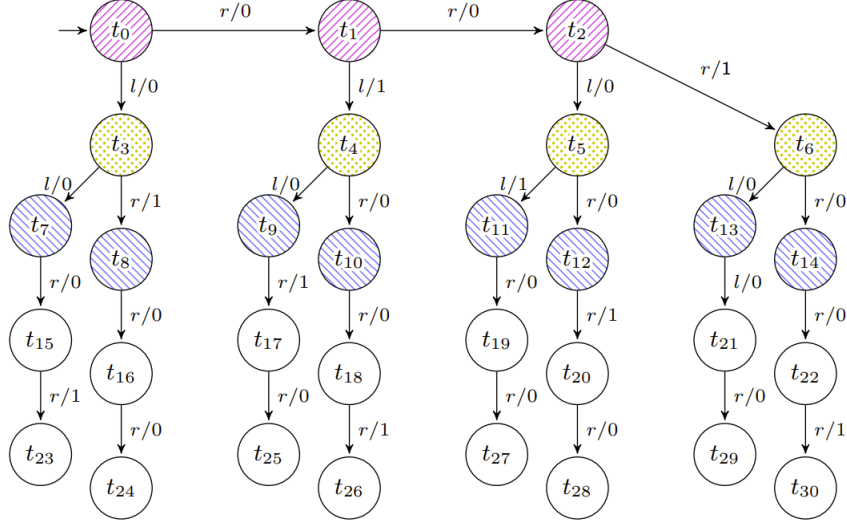 t0 r/0 t1 r/0 t2
r/1
l/0 l/1 l/0
t3 t4 t5 t6
l/0 r/1 l/0 r/0 l/1 r/0 l/0 r/0
t7 t9 t11 t13
t8 t10 t12 t14
r/0 r/1 r/0 l/0
r/0 r/0 r/1 r/0
t15 t17 t19 t21
t16 t18 t20 t22
r/1 r/0 r/0 r/0
r/0 r/1 r/0 r/1
t23 t25 t27 t29
t24 t26 t28 t30